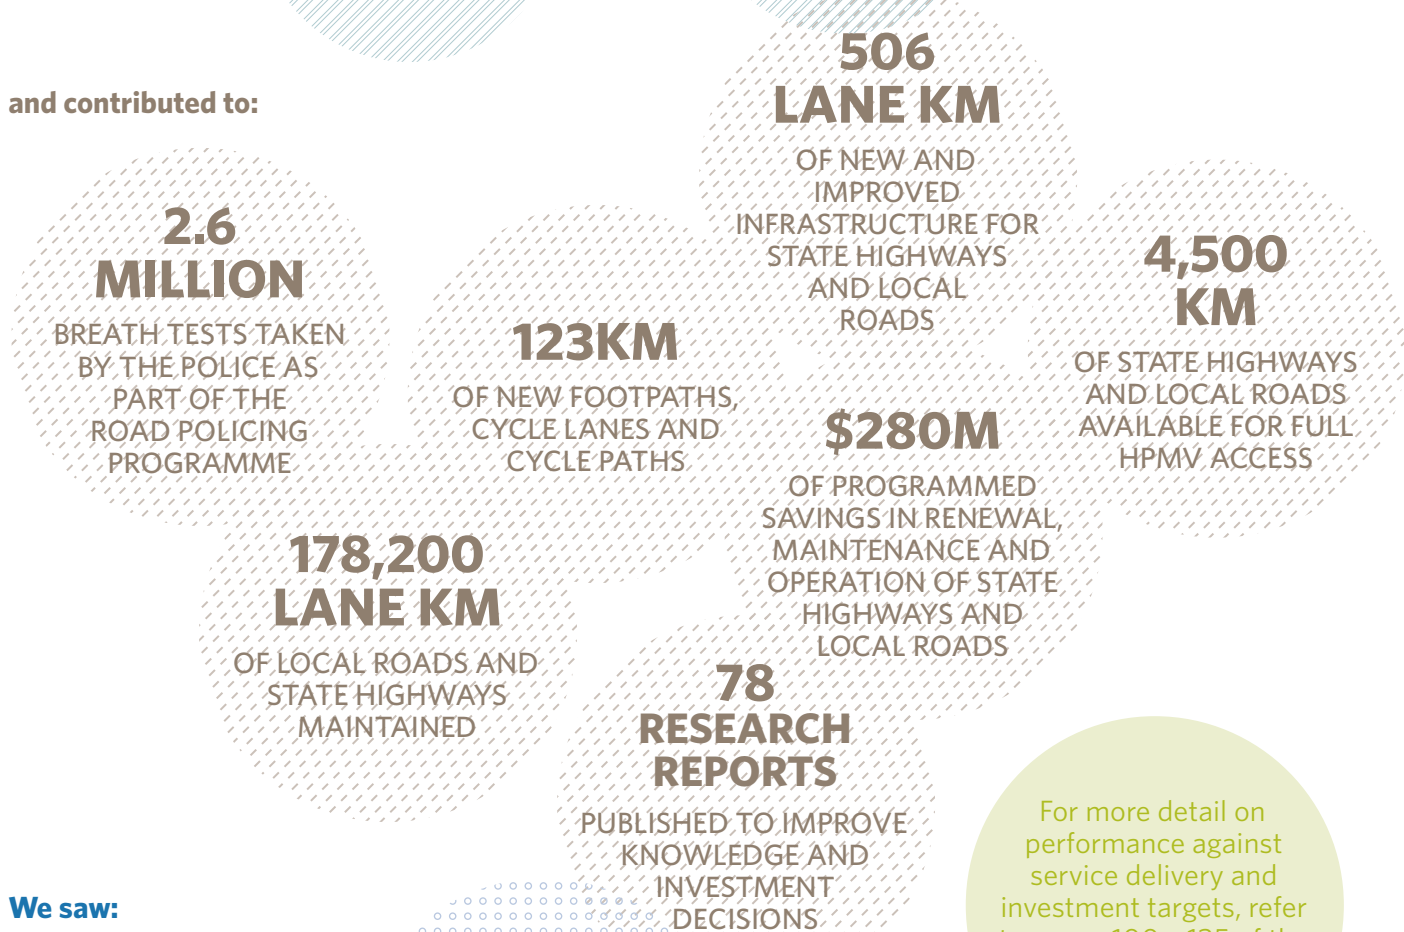 and contributed to:
506
LANE KM
OF NEW AND
IMPROVED
INFRASTRUCTURE FOR
STATE HIGHWAYS
AND LOCAL
ROADS
2.6
MILLION
BREATH TESTS TAKEN
BY THE POLICE AS
PART OF THE
ROAD POLICING
PROGRAMME
123KM
OF NEW FOOTPATHS,
CYCLE LANES AND
CYCLE PATHS
4,500
KM
OF STATE HIGHWAYS
AND LOCAL ROADS
AVAILABLE FOR FULL
HPMV ACCESS
$280M
OF PROGRAMMED
SAVINGS IN RENEWAL,
MAINTENANCE AND
OPERATION OF STATE
HIGHWAYS AND
LOCAL ROADS
178,200
LANE KM
OF LOCAL ROADS AND
STATE HIGHWAYS
MAINTAINED
78
RESEARCH
REPORTS
PUBLISHED TO IMPROVE
KNOWLEDGE AND
INVESTMENT
DECISIONS
For more detail on
performance against
service delivery and
investment targets, refer
We saw: